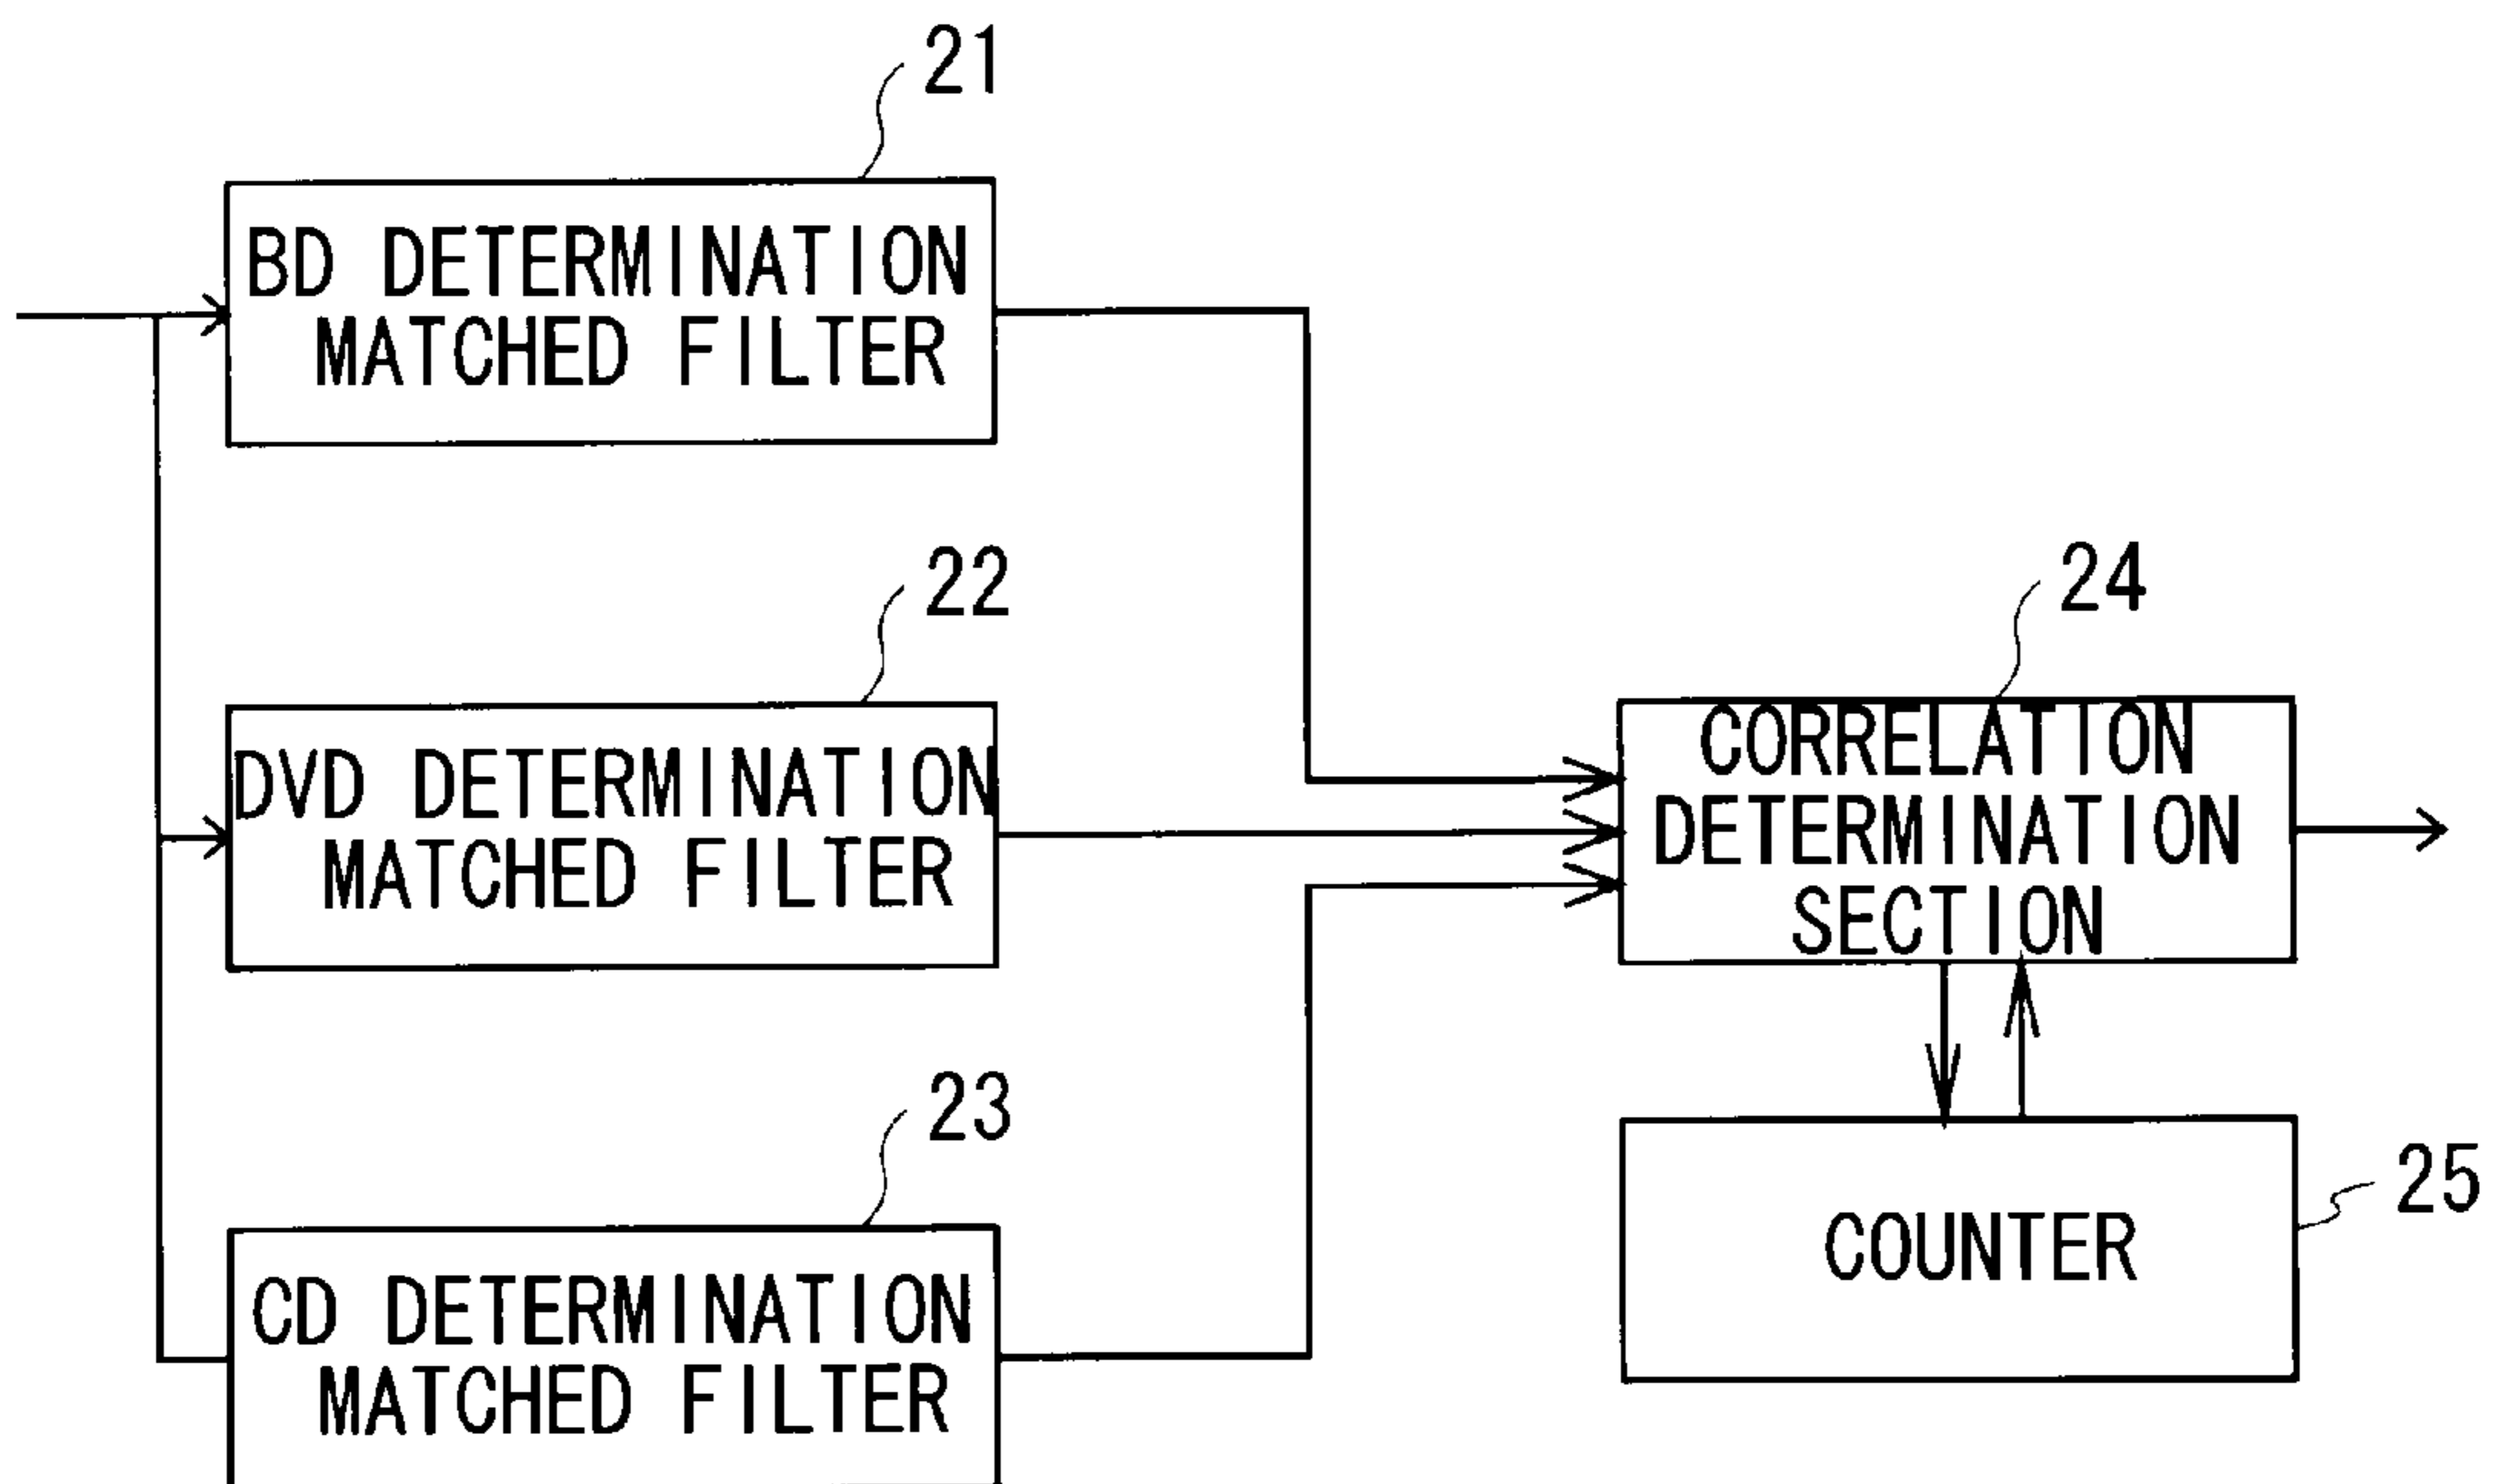 21
BD DETERMINATION
MATCHED FILTER
22
DVD DETERMINATION
MATCHED FILTER
23
CD DETERMINATION
MATCHED FILTER
24
CORRELATION
DETERMINATION
SECTION
25
COUNTER